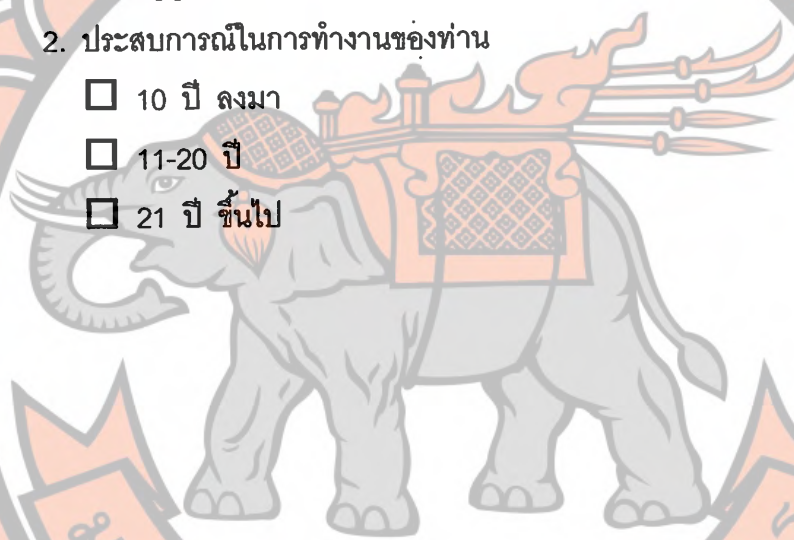 2. ประสบการณ์ในการทำงานของท่าน
☐ 10 ปี ลงมา
☐ 11-20 ปี
☐ 21 ปี ขึ้นไป